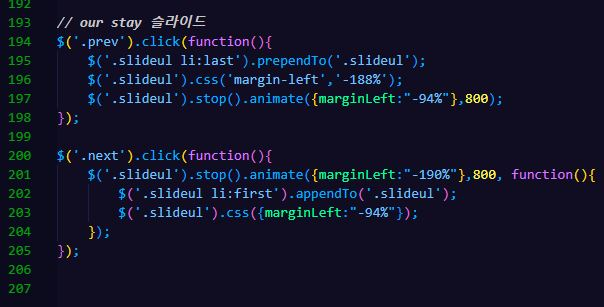 192
193 // our stay 슬라이드
194 $('.prev').click(function(){
195 $('.slideul li:last').prependTo('.slideul');
196 $('.slideul').css('margin-left','-188%');
197 $('.slideul').stop().animate({marginLeft:"-94%"},800);
198 });
199
200 $('.next').click(function(){
201 $('.slideul').stop().animate({marginLeft:"-190%"},800, function(){
202 $('.slideul li:first').appendTo('.slideul');
203 $('.slideul').css({marginLeft:"-94%"});
204 });
205 });
206
207